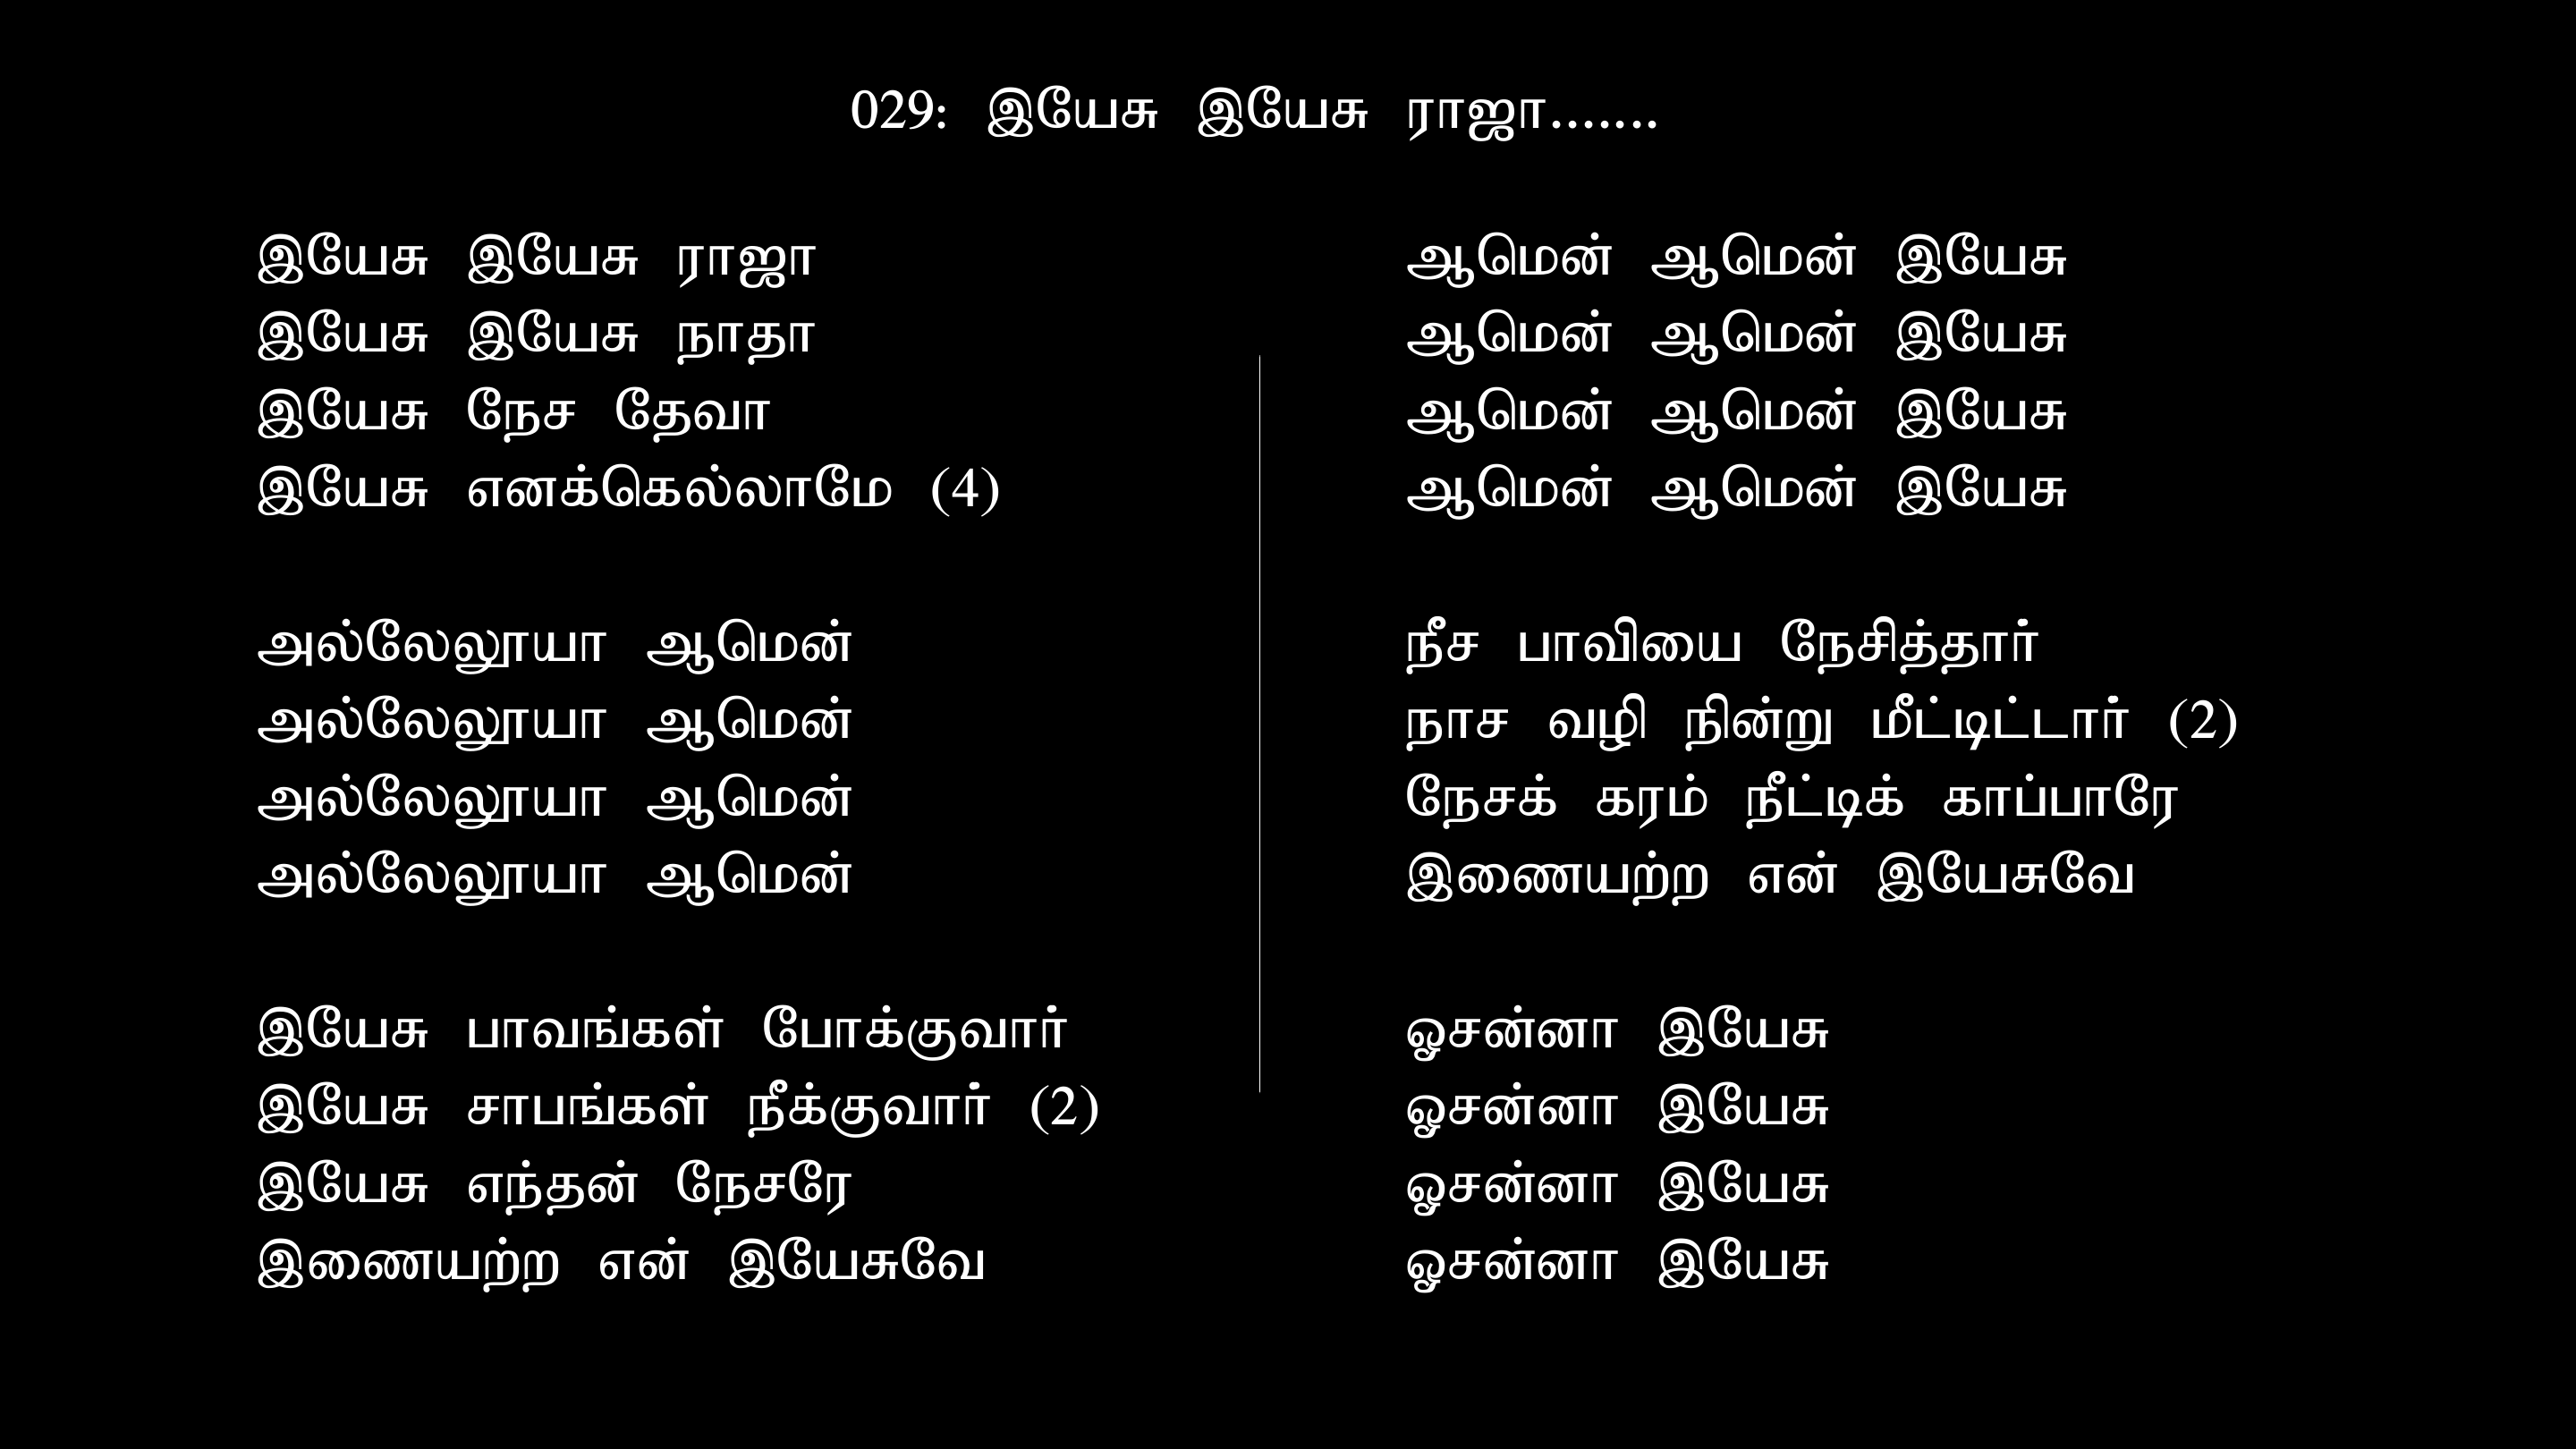 029: இயேசு இயேசு ராஜா.......
இயேசு இயேசு ராஜா
இயேசு இயேசு நாதா
இயேசு நேச தேவா
இயேசு எனக்கெல்லாமே (4)
அல்லேலூயா ஆமென்
அல்லேலூயா ஆமென்
அல்லேலூயா ஆமென்
அல்லேலூயா ஆமென்
இயேசு பாவங்கள் போக்குவார்
இயேசு சாபங்கள் நீக்குவார் (2)
இயேசு எந்தன் நேசரே
இணையற்ற என் இயேசுவே
ஆமென் ஆமென் இயேசு
ஆமென் ஆமென் இயேசு
ஆமென் ஆமென் இயேசு
ஆமென் ஆமென் இயேசு
நீச பாவியை நேசித்தார்
நாச வழி நின்று மீட்டிட்டார் (2)
நேசக் கரம் நீட்டிக் காப்பாரே
இணையற்ற என் இயேசுவே
ஓசன்னா இயேசு
ஓசன்னா இயேசு
ஓசன்னா இயேசு
ஓசன்னா இயேசு